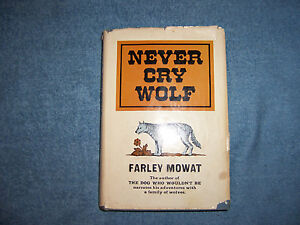 NEVER
CRY
WOLF
FARLEY MOWAT
The author of
THE DOG WHO WOULDN'T BE
narrates his adventures with
a family of wolves.